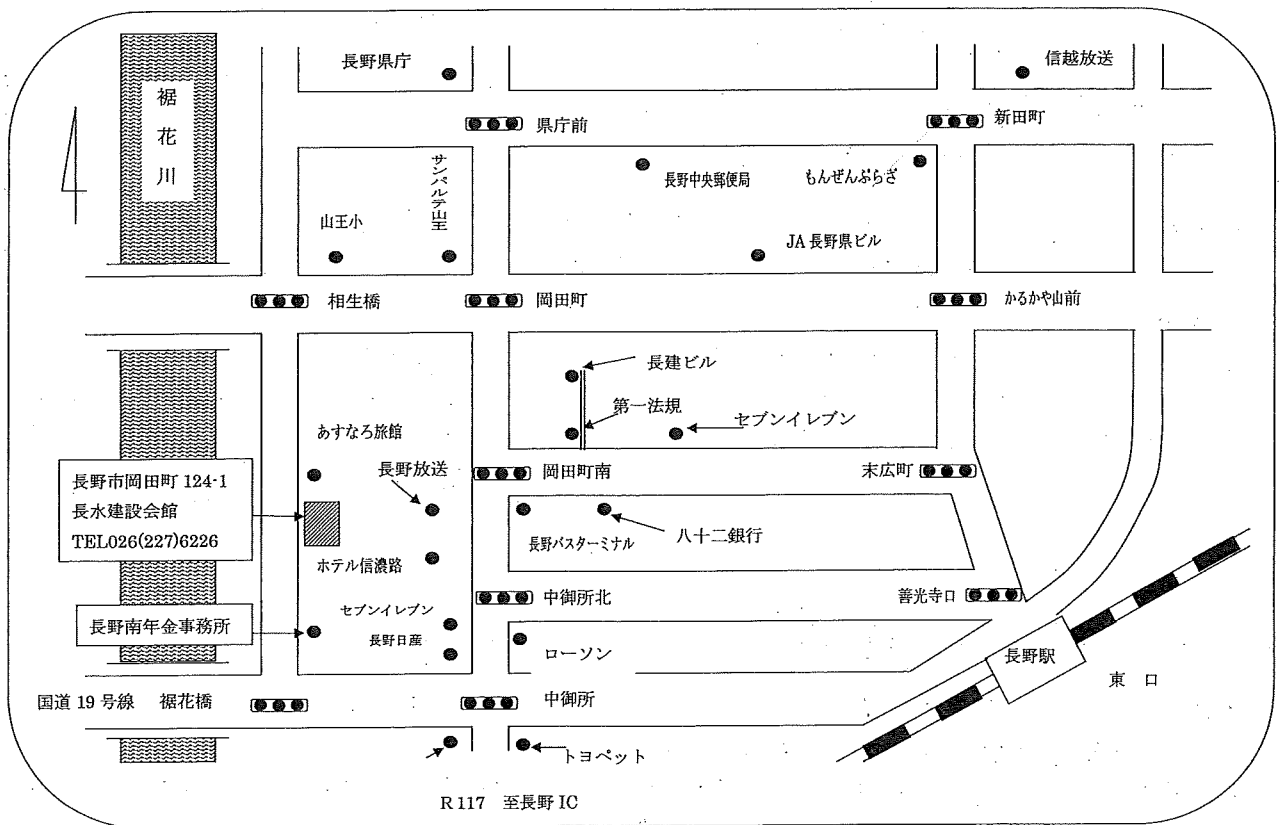 長野県庁
信越放送
裾花川
県庁前
新田町
サンパルテ山王
長野中央郵便局
もんぜんぷらざ
山王小
JA 長野県ビル
相生橋
岡田町
かるかや山前
長建ビル
第一法規
セブンイレブン
あすなろ旅館
長野放送
岡田町南
末広町
長野市岡田町 124-1
長水建設会館
TEL026(227)6226
長野バスターミナル
八十二銀行
ホテル信濃路
中御所北
善光寺口
セブンイレブン
長野南年金事務所
長野日産
ローソン
長野駅
東 口
国道 19 号線 裾花橋
中御所
トヨペット
R 117 至長野 IC